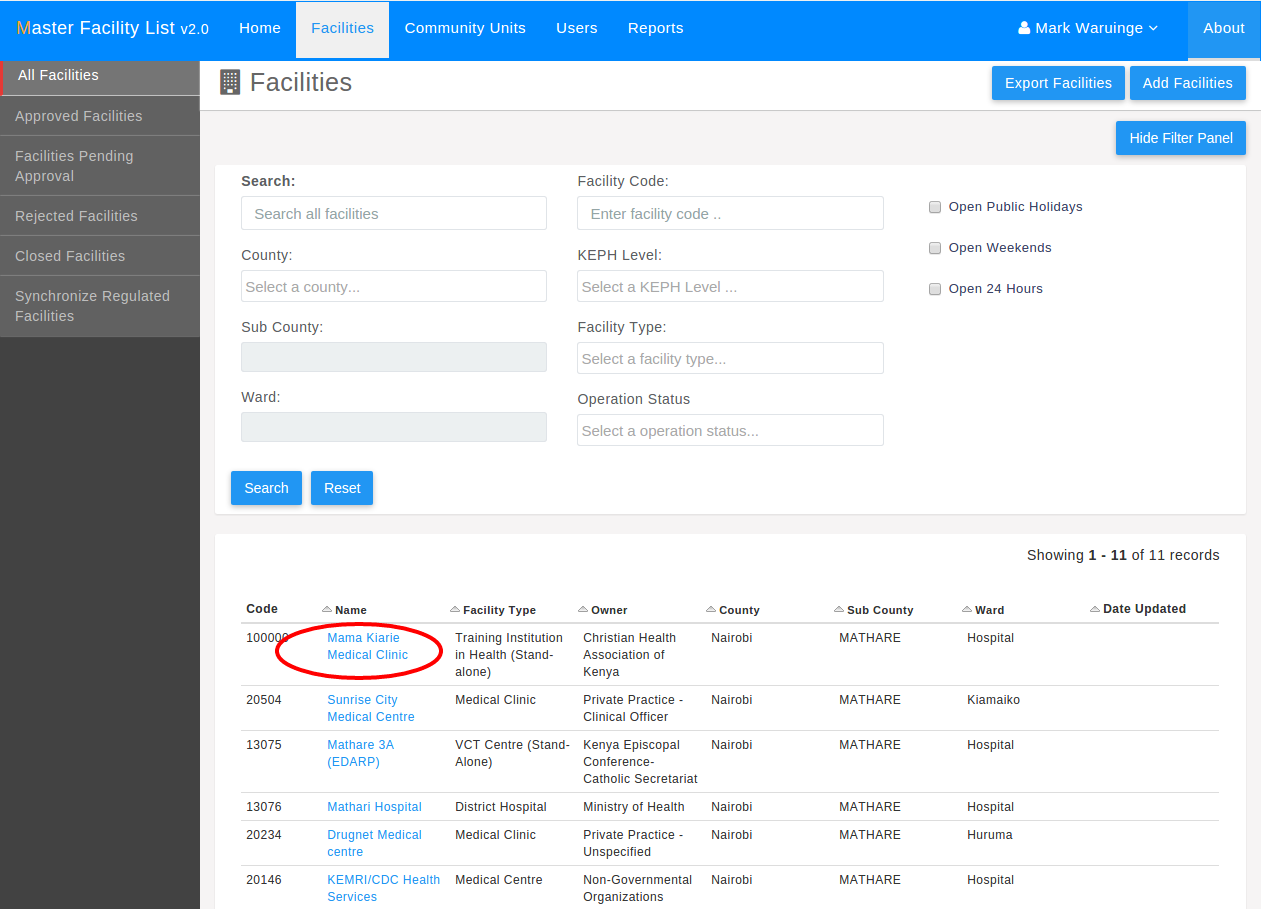 Master Facility List v2.0 Home Facilities Community Units Users Reports Mark Waruinge About
All Facilities
Approved Facilities
Facilities Pending
Approval
Rejected Facilities
Closed Facilities
Synchronize Regulated
Facilities
Facilities
Export Facilities Add Facilities
Hide Filter Panel
Search:
Search all facilities
County:
Select a county...
Sub County:
Ward:
Facility Code:
Enter facility code ..
KEPH Level:
Select a KEPH Level ...
Facility Type:
Select a facility type...
Operation Status
Select a operation status...
Open Public Holidays
Open Weekends
Open 24 Hours
Search Reset
Showing 1 - 11 of 11 records
Code Name Facility Type Owner County Sub County Ward Date Updated
100000 Mama Kiarie Training Institution Christian Health Nairobi MATHARE Hospital
Medical Clinic in Health (Stand- Association of
alone) Kenya
20504 Sunrise City Medical Clinic Private Practice - Nairobi MATHARE Kiamaiko
Medical Centre Clinical Officer
13075 Mathare 3A VCT Centre (Stand- Kenya Episcopal Nairobi MATHARE Hospital
(EDARP) Alone) Conference-
Catholic Secretariat
13076 Mathari Hospital District Hospital Ministry of Health Nairobi MATHARE Hospital
20234 Drugnet Medical Medical Clinic Private Practice - Nairobi MATHARE Huruma
centre Unspecified
20146 KEMRI/CDC Health Medical Centre Non-Governmental Nairobi MATHARE Hospital
Services Organizations